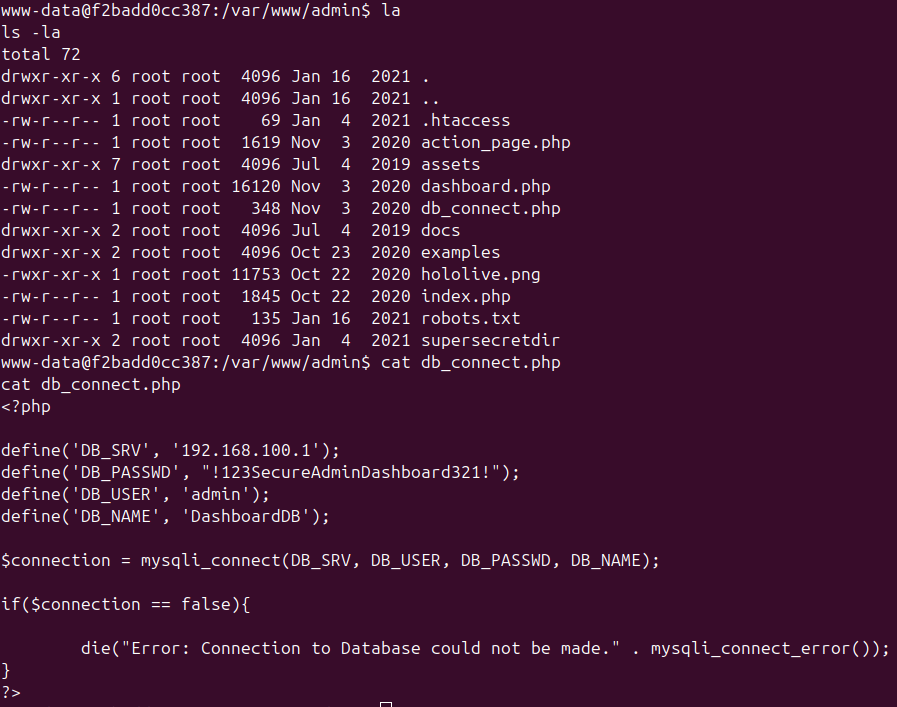 www-data@f2badd0cc387:/var/www/admin$ la
ls -la
total 72
drwxr-xr-x 6 root root  4096 Jan 16  2021 .
drwxr-xr-x 1 root root  4096 Jan 16  2021 ..
-rw-r--r-- 1 root root    69 Jan  4  2021 .htaccess
-rw-r--r-- 1 root root  1619 Nov  3  2020 action_page.php
drwxr-xr-x 7 root root  4096 Jul  4  2019 assets
-rw-r--r-- 1 root root 16120 Nov  3  2020 dashboard.php
-rw-r--r-- 1 root root   348 Nov  3  2020 db_connect.php
drwxr-xr-x 2 root root  4096 Jul  4  2019 docs
drwxr-xr-x 2 root root  4096 Oct 23  2020 examples
-rwxr-xr-x 1 root root 11753 Oct 22  2020 hololive.png
-rw-r--r-- 1 root root  1845 Oct 22  2020 index.php
-rw-r--r-- 1 root root   135 Jan 16  2021 robots.txt
drwxr-xr-x 2 root root  4096 Jan  4  2021 supersecretdir
www-data@f2badd0cc387:/var/www/admin$ cat db_connect.php
cat db_connect.php
<?php

define('DB_SRV', '192.168.100.1');
define('DB_PASSWD', "!123SecureAdminDashboard321!");
define('DB_USER', 'admin');
define('DB_NAME', 'DashboardDB');

$connection = mysqli_connect(DB_SRV, DB_USER, DB_PASSWD, DB_NAME);

if($connection == false){

        die("Error: Connection to Database could not be made." . mysqli_connect_error());
}
?>